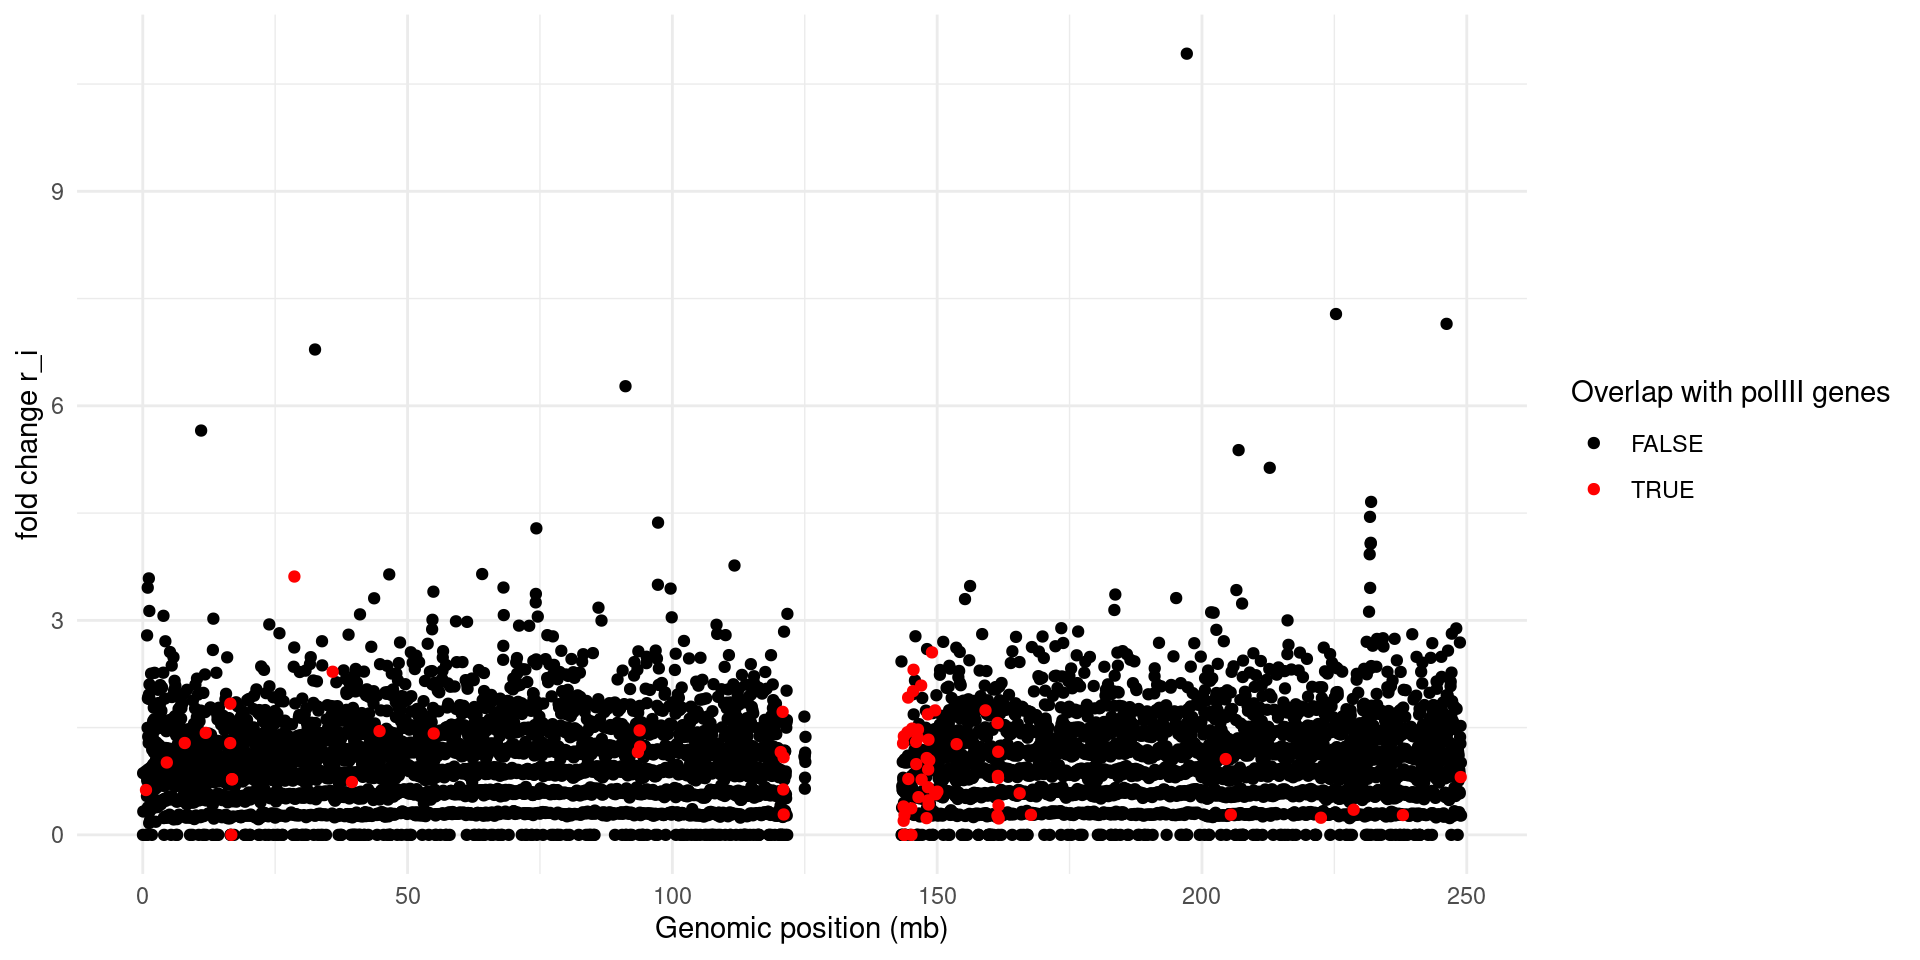 fold change r_i
9
6
3
0
0
50
100
150
200
250
Genomic position (mb)
Overlap with polIII genes
FALSE
TRUE